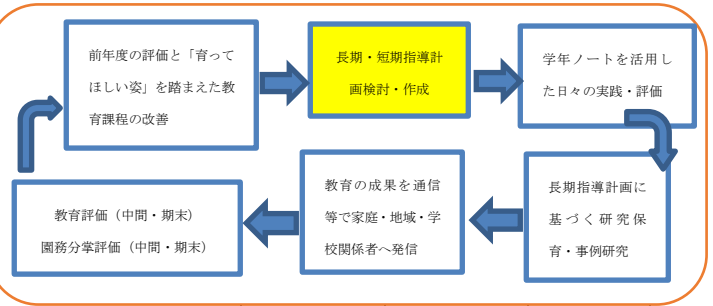 前年度の評価と「育って
ほしい姿」を踏まえた教
育課程の改善
長期・短期指導計
画検討・作成
学年ノートを活用し
た日々の実践・評価
長期指導計画に
基づく研究保
育・事例研究
教育の成果を通信
等で家庭・地域・学
校関係者へ発信
教育評価（中間・期末）
園務分掌評価（中間・期末）